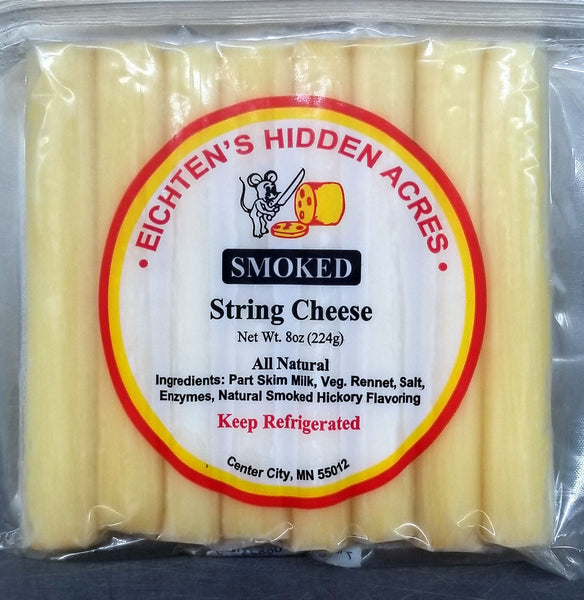 • EICHTEN'S HIDDEN ACRES •
SMOKED
String Cheese
Net Wt. 8oz (224g)
All Natural
Ingredients: Part Skim Milk, Veg. Rennet, Salt,
Enzymes, Natural Smoked Hickory Flavoring
Keep Refrigerated
Center City, MN 55012